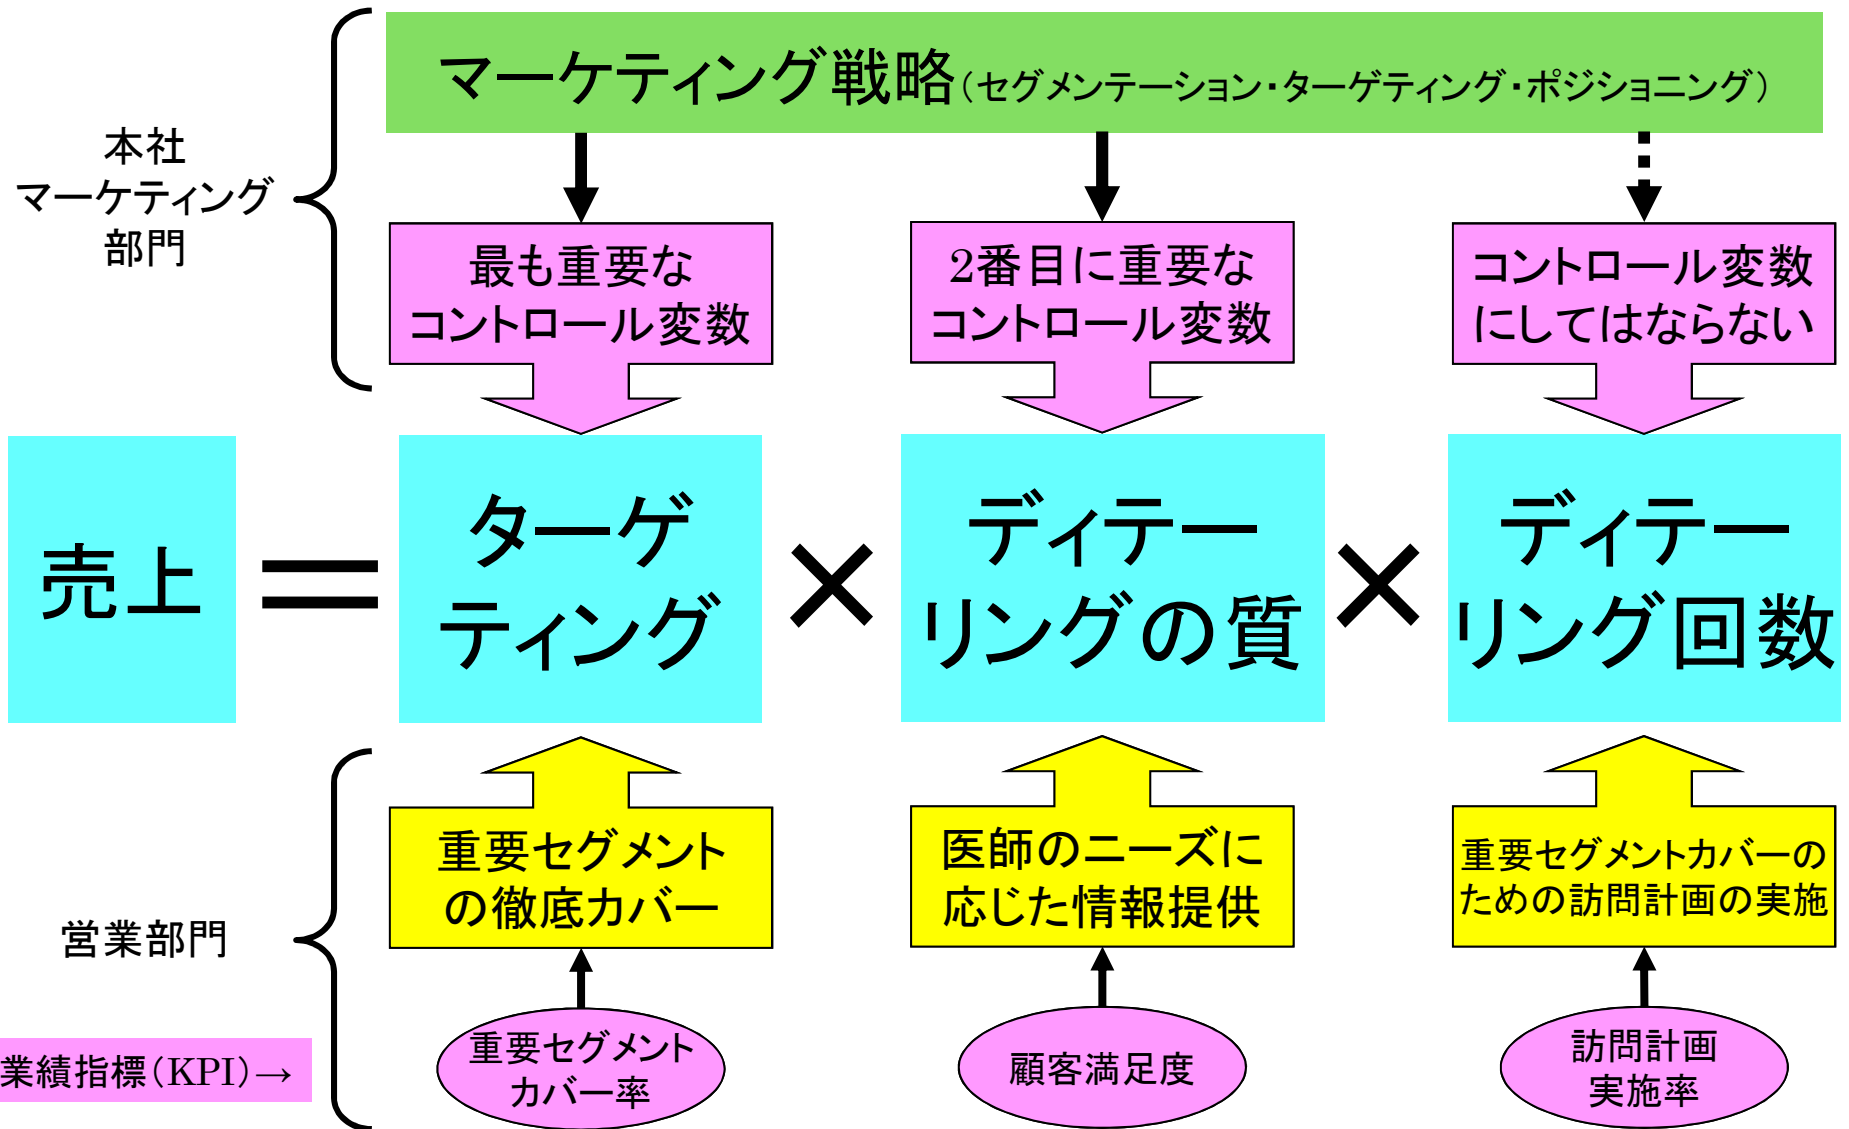 マーケティング戦略(セグメンテーション・ターゲティング・ポジショニング)
本社
マーケティング
部門
最も重要な
コントロール変数
2番目に重要な
コントロール変数
コントロール変数
にしてはならない
売上
=
ターゲ
ティング
×
ディテー
リングの質
×
ディテー
リング回数
営業部門
重要セグメント
の徹底カバー
医師のニーズに
応じた情報提供
重要セグメントカバーの
ための訪問計画の実施
業績指標(KPI)→
重要セグメント
カバー率
顧客満足度
訪問計画
実施率